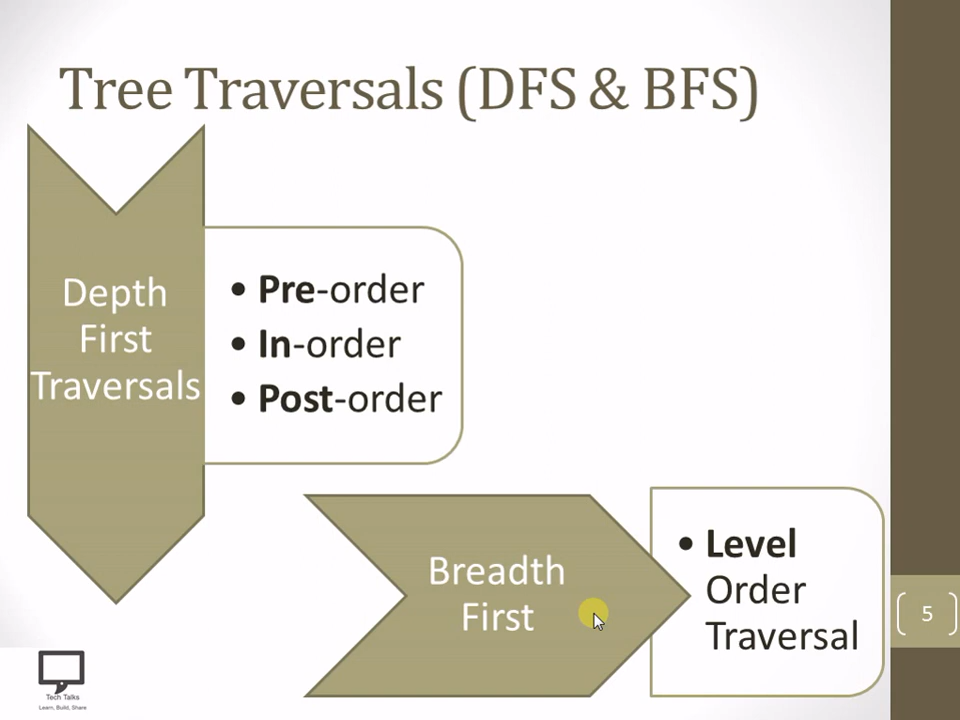 Tree Traversals (DFS & BFS)
Depth
First
Traversals
• Pre-order
• In-order
• Post-order
Breadth
First
• Level
Order
Traversal
5
Tech Talks
Learn, Build, Share